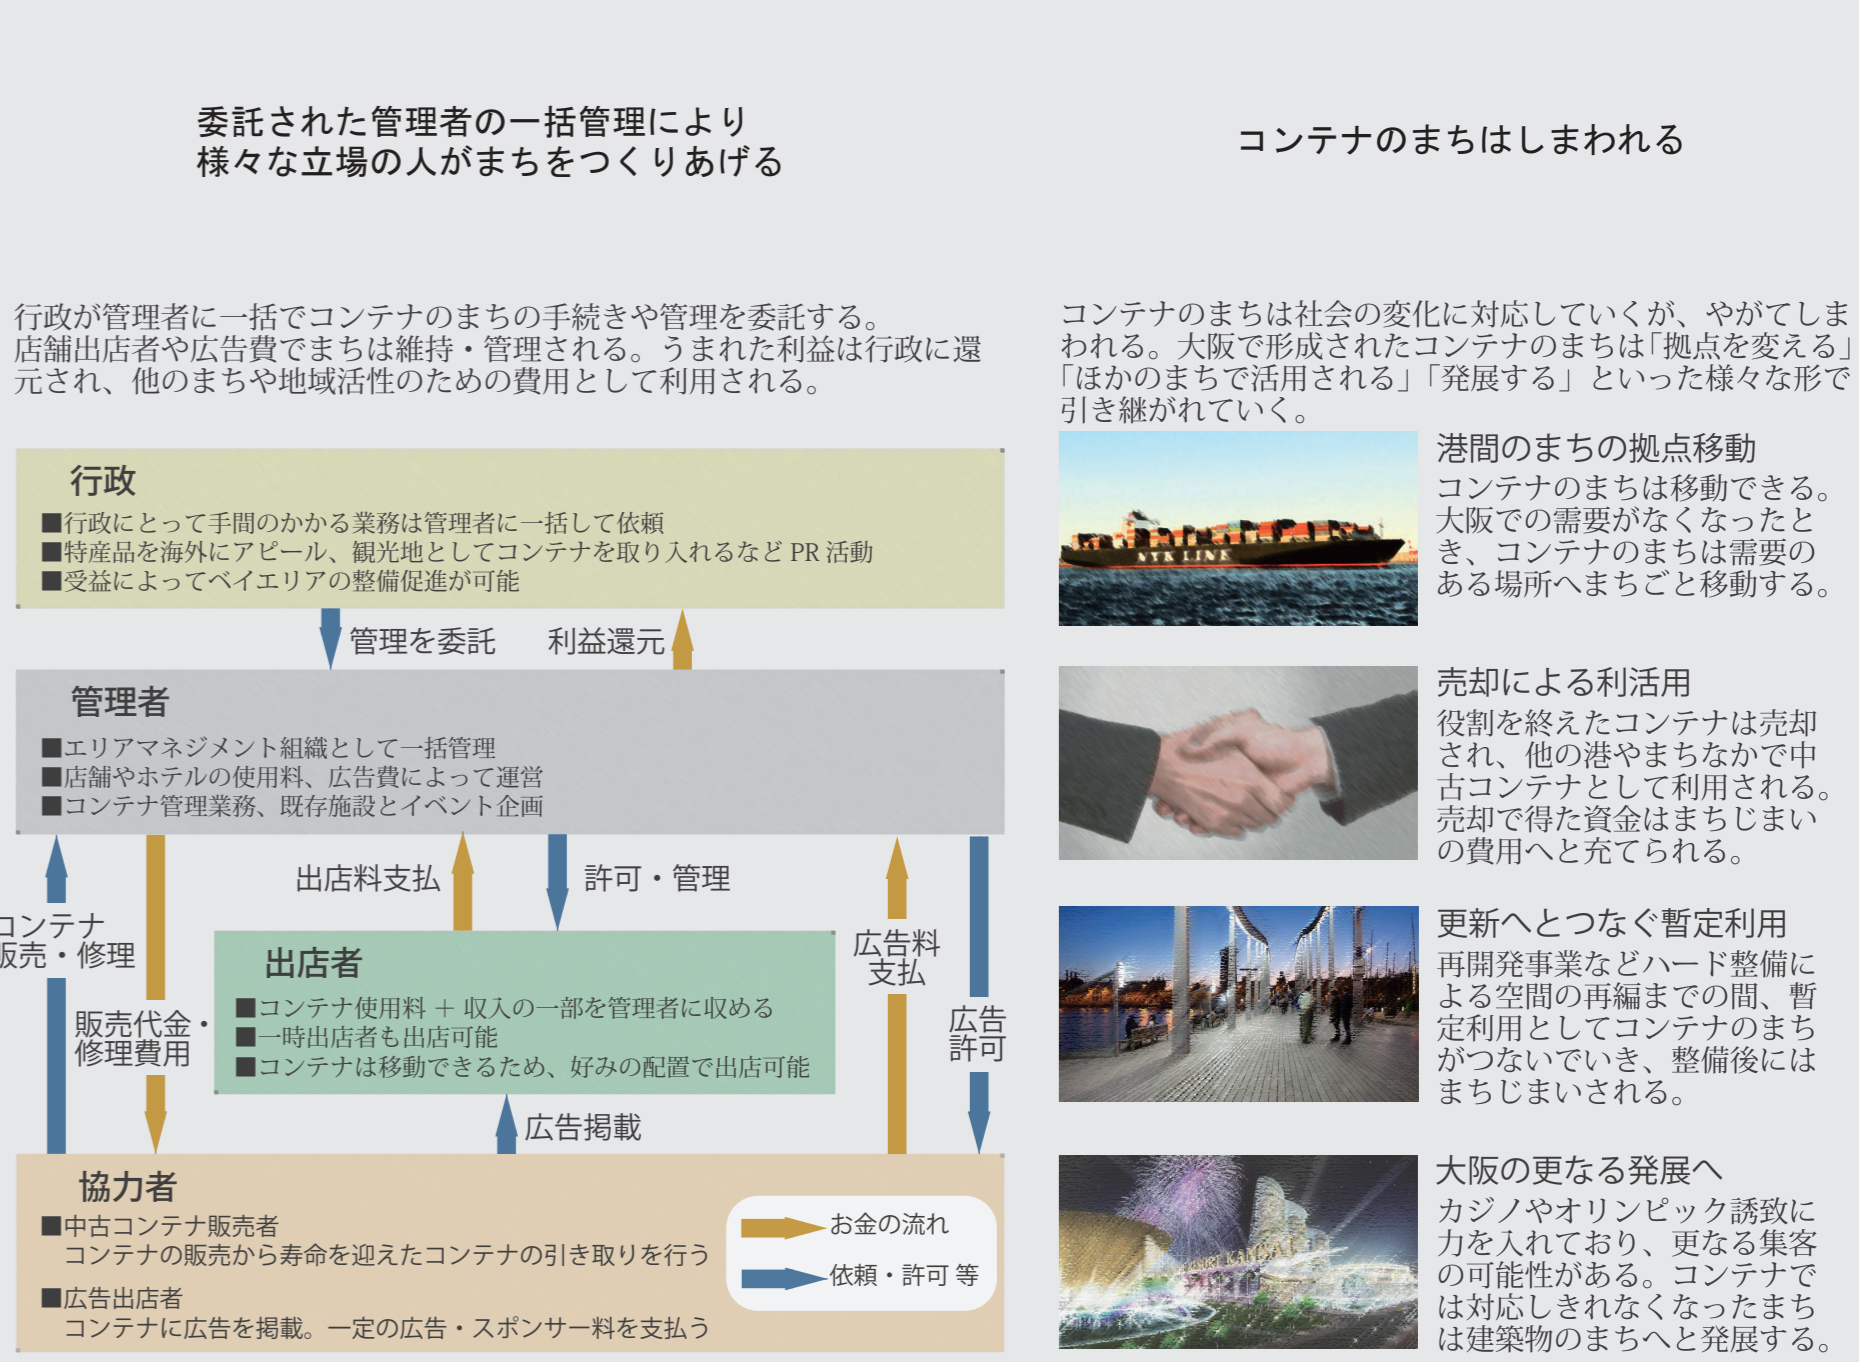 委託された管理者の一括管理により
様々な立場の人がまちをつくりあげる
行政が管理者に一括でコンテナのまちの手続きや管理を委託する。
店舗出店者や広告費でまちは維持・管理される。うまれた利益は行政に還
元され、他のまちや地域活性のための費用として利用される。
行政
■行政にとって手間のかかる業務は管理者に一括して依頼
■特産品を海外にアピール、観光地としてコンテナを取り入れるなど PR 活動
■受益によってベイエリアの整備促進が可能
管理を委託
利益還元
管理者
■エリアマネジメント組織として一括管理
■店舗やホテルの使用料、広告費によって運営
■コンテナ管理業務、既存施設とイベント企画
コンテナ
販売・修理
販売代金・
修理費用
出店料支払
許可・管理
広告料
支払
広告
許可
出店者
■コンテナ使用料 ＋ 収入の一部を管理者に収める
■一時出店者も出店可能
■コンテナは移動できるため、好みの配置で出店可能
広告掲載
協力者
■中古コンテナ販売者
コンテナの販売から寿命を迎えたコンテナの引き取りを行う
■広告出店者
コンテナに広告を掲載。一定の広告・スポンサー料を支払う
お金の流れ
依頼・許可 等
コンテナのまちはしまわれる
コンテナのまちは社会の変化に対応していくが、やがてしま
われる。大阪で形成されたコンテナのまちは「拠点を変える」
「ほかのまちで活用される」「発展する」といった様々な形で
引き継がれていく。
NYK LINE
港間のまちの拠点移動
コンテナのまちは移動できる。
大阪での需要がなくなったと
き、コンテナのまちは需要の
ある場所へまちごと移動する。
売却による利活用
役割を終えたコンテナは売却
され、他の港やまちなかで中
古コンテナとして利用される。
売却で得た資金はまちじまい
の費用へと充てられる。
更新へとつなぐ暫定利用
再開発事業などハード整備に
よる空間の再編までの間、暫
定利用としてコンテナのまち
がつないでいき、整備後には
まちじまいされる。
RESORT KANSAI
大阪の更なる発展へ
カジノやオリンピック誘致に
力を入れており、更なる集客
の可能性がある。コンテナで
は対応しきれなくなったまち
は建築物のまちへと発展する。